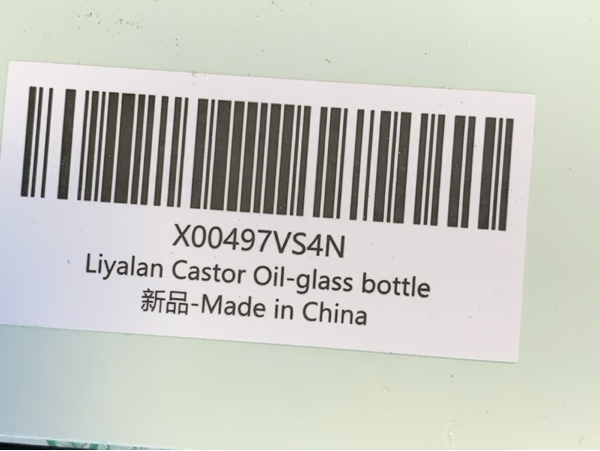 X00497VS4N
Liyalan Castor Oil-glass bottle
新品-Made in China